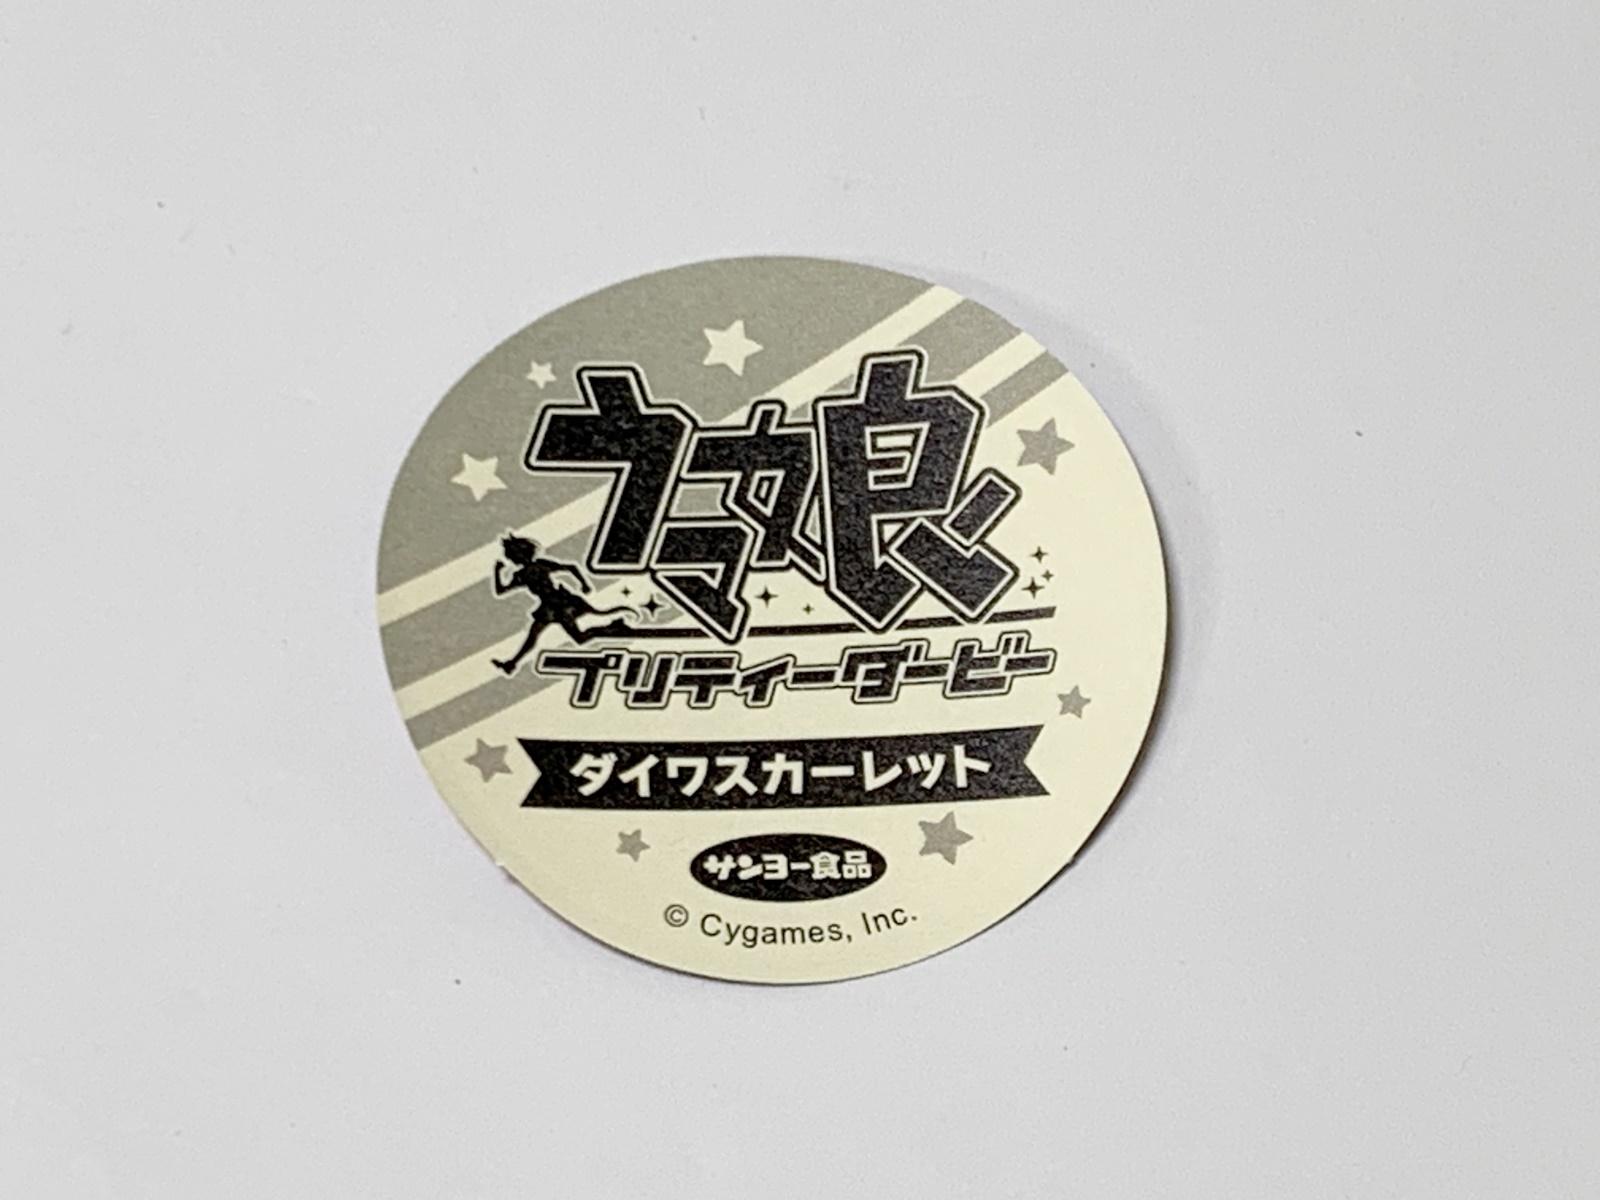 ウマ娘
プリティーダービー
ダイワスカーレット
サンヨー食品
© Cygames, Inc.